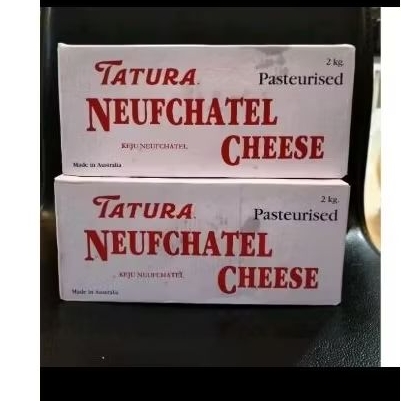 2 kg.
TATURA
Pasteurised
NEUFCHATEL
KEJU NEUFCHATEL
CHEESE
Made in Australia
2 kg.
TATURA
Pasteurised
NEUFCHATEL
KEJU NEUFCHATEL
CHEESE
Made in Australia